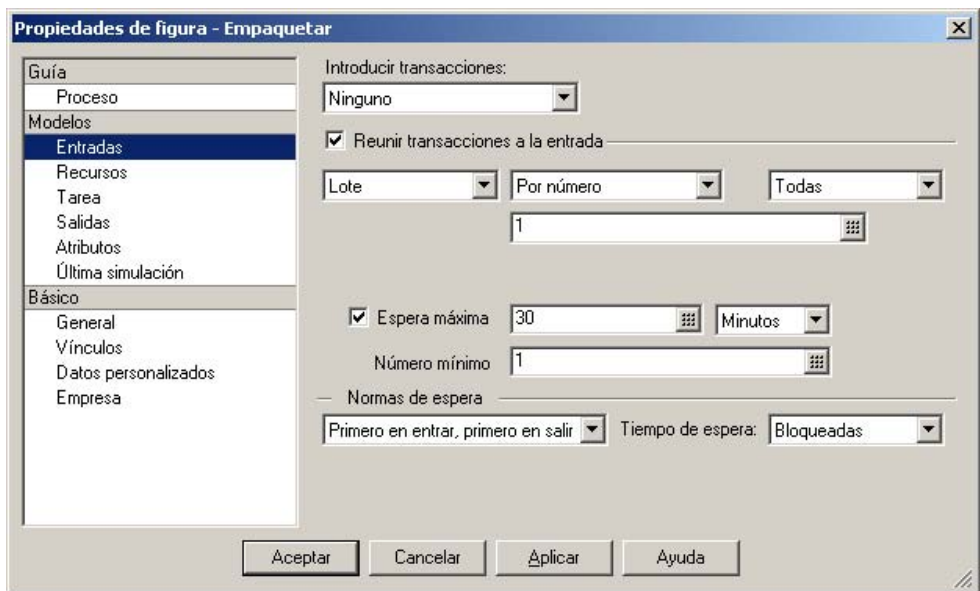 Propiedades de figura - Empaquetar
Guía
Proceso
Modelos
Entradas
Recursos
Tarea
Salidas
Atributos
Última simulación
Básico
General
Vínculos
Datos personalizados
Empresa
Introducir transacciones:
Ninguno
Reunir transacciones a la entrada
Lote Por número Todas
1
Espera máxima 30 Minutos
Número mínimo 1
Normas de espera
Primero en entrar, primero en salir Tiempo de espera: Bloqueadas
Aceptar Cancelar Aplicar Ayuda